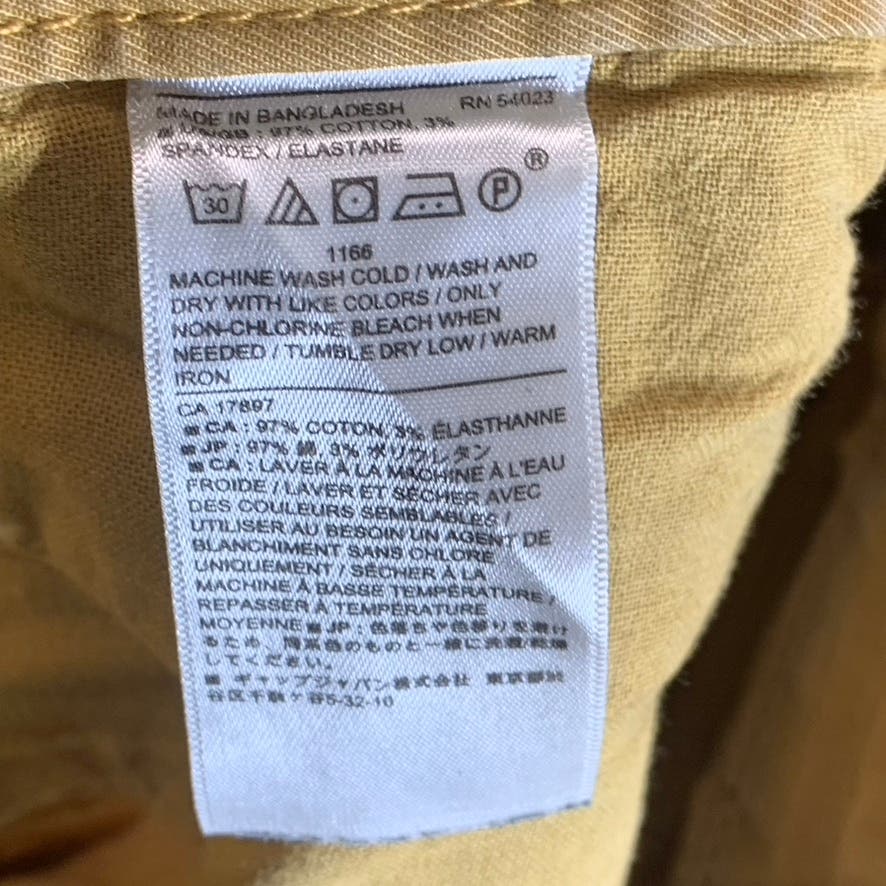 MADE IN BANGLADESH RN 54023
97% COTTON, 3%
SPANDEX / ELASTANE
30 P ®
1166
MACHINE WASH COLD / WASH AND
DRY WITH LIKE COLORS / ONLY
NON-CHLORINE BLEACH WHEN
NEEDED / TUMBLE DRY LOW / WARM
IRON
CA 17897
■ CA : 97% COTON, 3% ÉLASTHANNE
■ JP : 97% 綿, 3% ポリウレタン
■ CA : LAVER À LA MACHINE À L'EAU
FROIDE / LAVER ET SÉCHER AVEC
DES COULEURS SEMBLABLES /
UTILISER AU BESOIN UN AGENT DE
BLANCHIMENT SANS CHLORE
UNIQUEMENT / SÉCHER À LA
MACHINE À BASSE TEMPÉRATURE /
REPASSER À TEMPÉRATURE
MOYENNE ■ JP : 色落ちや色移りを避け
るため、同系色のものと一緒に洗濯/乾燥
してください。
■ ギャップジャパン株式会社 東京都渋
谷区千駄ヶ谷5-32-10